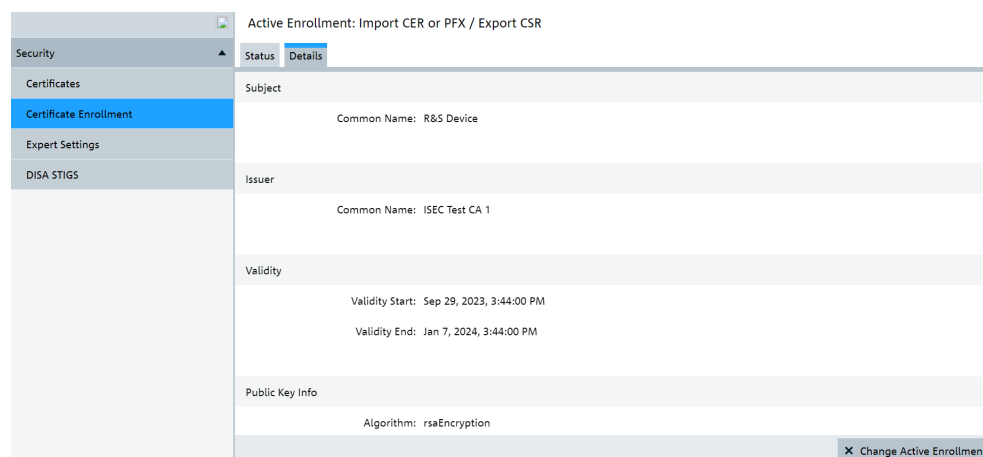 Active Enrollment: Import CER or PFX / Export CSR
Security
Status Details
Certificates
Certificate Enrollment
Expert Settings
DISA STIGS
Subject
Common Name: R&S Device
Issuer
Common Name: ISEC Test CA 1
Validity
Validity Start: Sep 29, 2023, 3:44:00 PM
Validity End: Jan 7, 2024, 3:44:00 PM
Public Key Info
Algorithm: rsaEncryption
Change Active Enrollmen